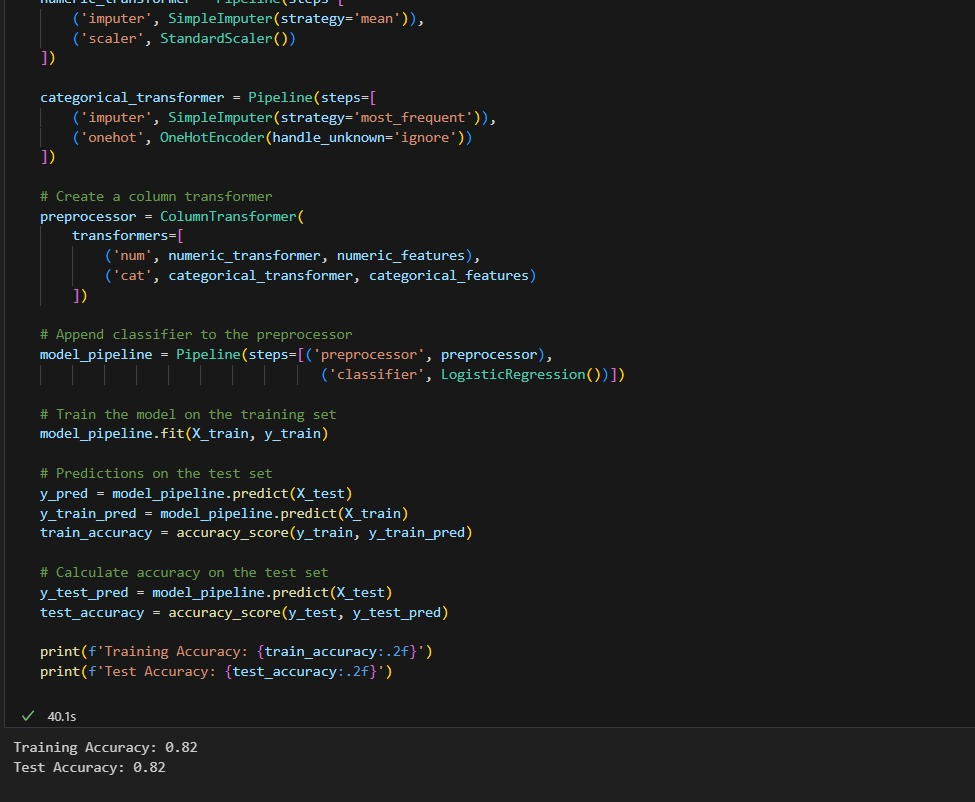 numeric_transformer = Pipeline(steps=[
('imputer', SimpleImputer(strategy='mean')),
('scaler', StandardScaler())
])
categorical_transformer = Pipeline(steps=[
('imputer', SimpleImputer(strategy='most_frequent')),
('onehot', OneHotEncoder(handle_unknown='ignore'))
])
# Create a column transformer
preprocessor = ColumnTransformer(
transformers=[
('num', numeric_transformer, numeric_features),
('cat', categorical_transformer, categorical_features)
])
# Append classifier to the preprocessor
model_pipeline = Pipeline(steps=[('preprocessor', preprocessor),
('classifier', LogisticRegression())])
# Train the model on the training set
model_pipeline.fit(X_train, y_train)
# Predictions on the test set
y_pred = model_pipeline.predict(X_test)
y_train_pred = model_pipeline.predict(X_train)
train_accuracy = accuracy_score(y_train, y_train_pred)
# Calculate accuracy on the test set
y_test_pred = model_pipeline.predict(X_test)
test_accuracy = accuracy_score(y_test, y_test_pred)
print(f'Training Accuracy: {train_accuracy:.2f}')
print(f'Test Accuracy: {test_accuracy:.2f}')
40.1s
Training Accuracy: 0.82
Test Accuracy: 0.82